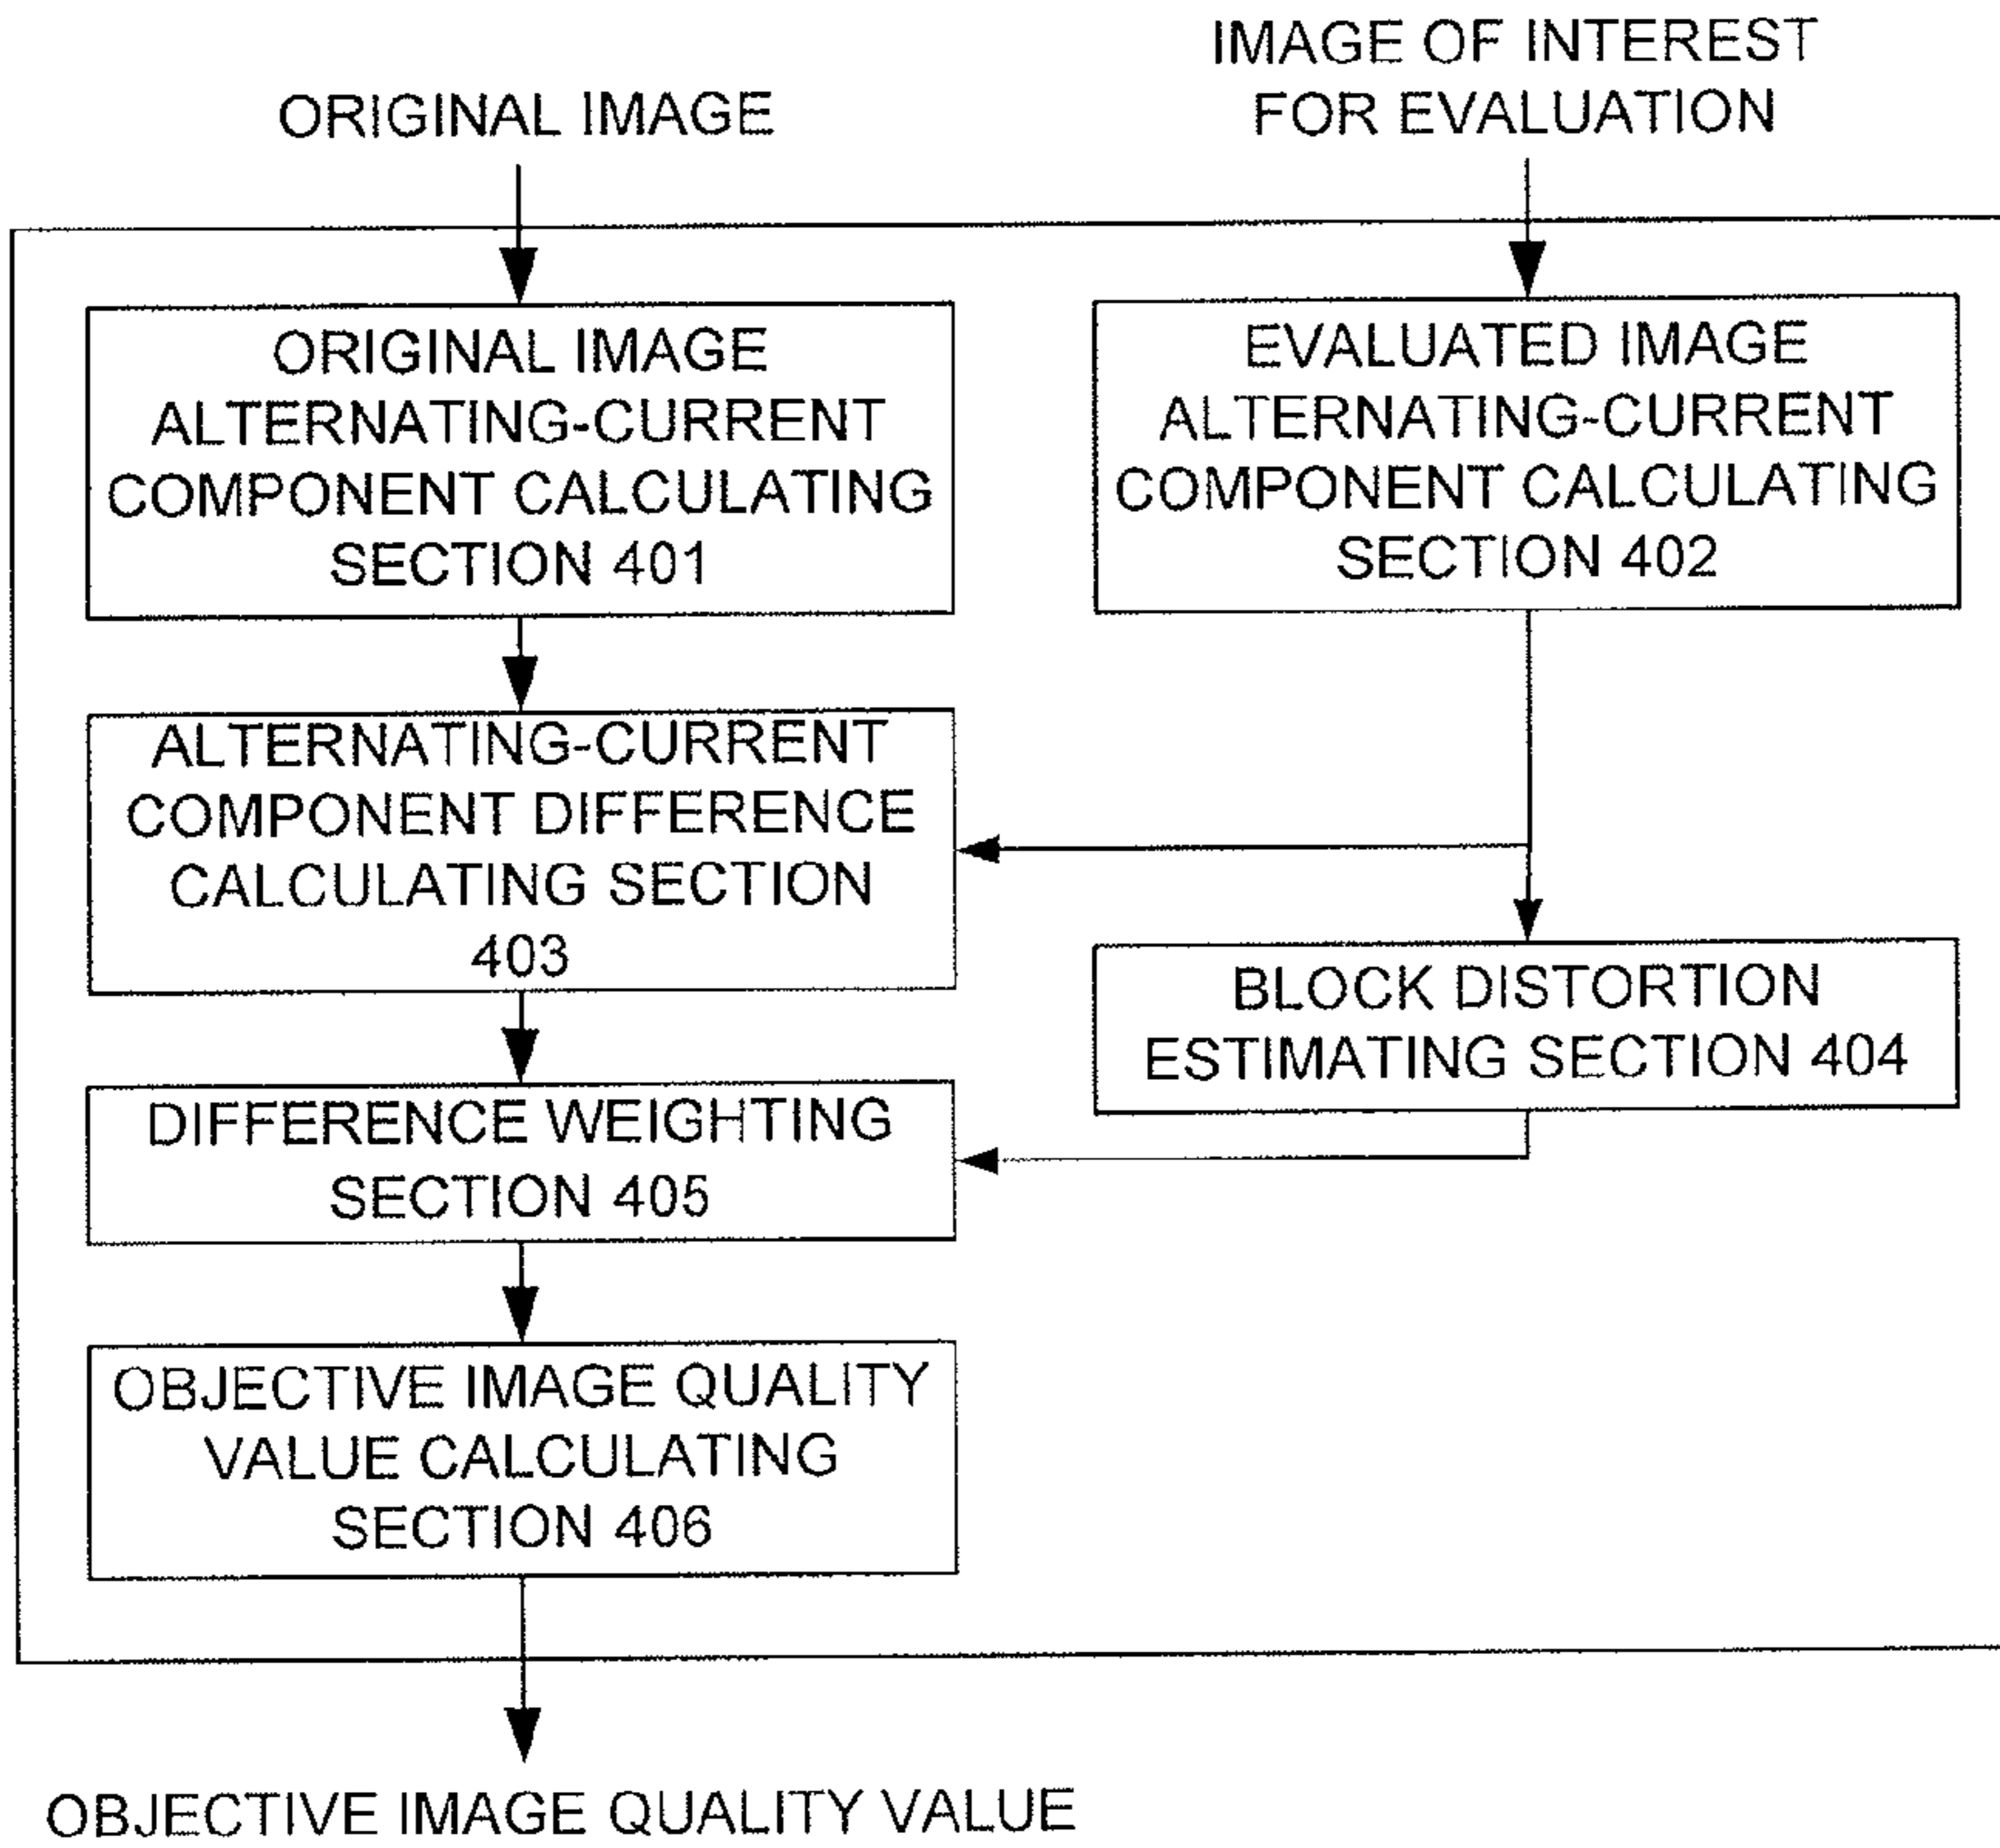 ORIGINAL IMAGE
IMAGE OF INTEREST
FOR EVALUATION
ORIGINAL IMAGE
ALTERNATING-CURRENT
COMPONENT CALCULATING
SECTION 401
EVALUATED IMAGE
ALTERNATING-CURRENT
COMPONENT CALCULATING
SECTION 402
ALTERNATING-CURRENT
COMPONENT DIFFERENCE
CALCULATING SECTION
403
BLOCK DISTORTION
ESTIMATING SECTION 404
DIFFERENCE WEIGHTING
SECTION 405
OBJECTIVE IMAGE QUALITY
VALUE CALCULATING
SECTION 406
OBJECTIVE IMAGE QUALITY VALUE